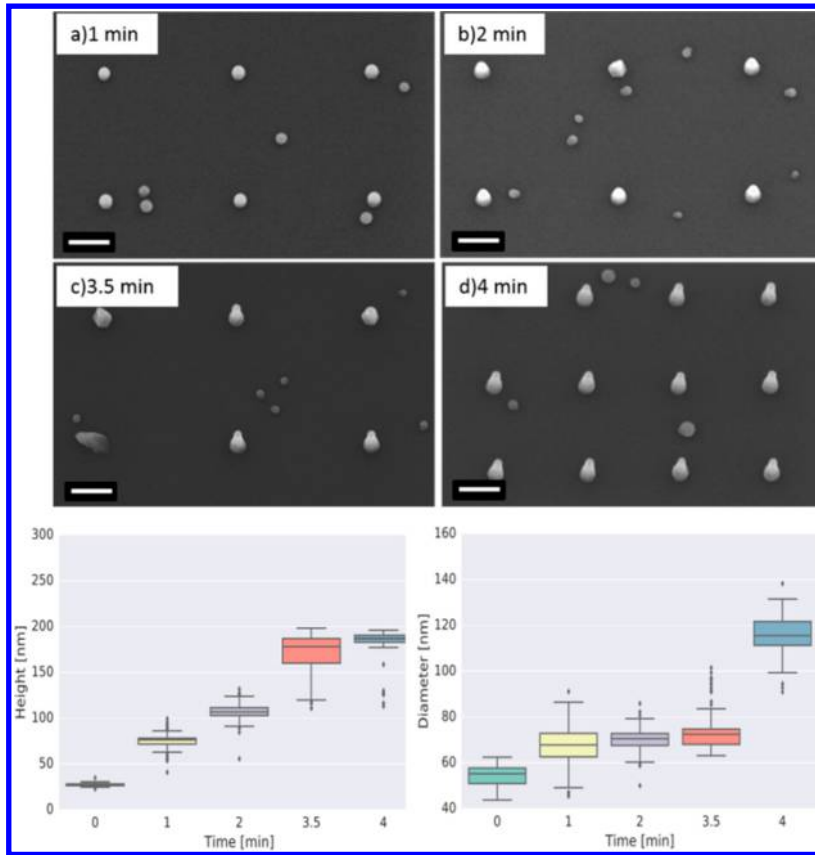 a)1 min
b)2 min
c)3.5 min
d)4 min
300
250
200
150
100
50
0
Height [nm]
0 1 2 3.5 4
Time [min]
160
140
120
100
80
60
40
Diameter [nm]
0 1 2 3.5 4
Time [min]